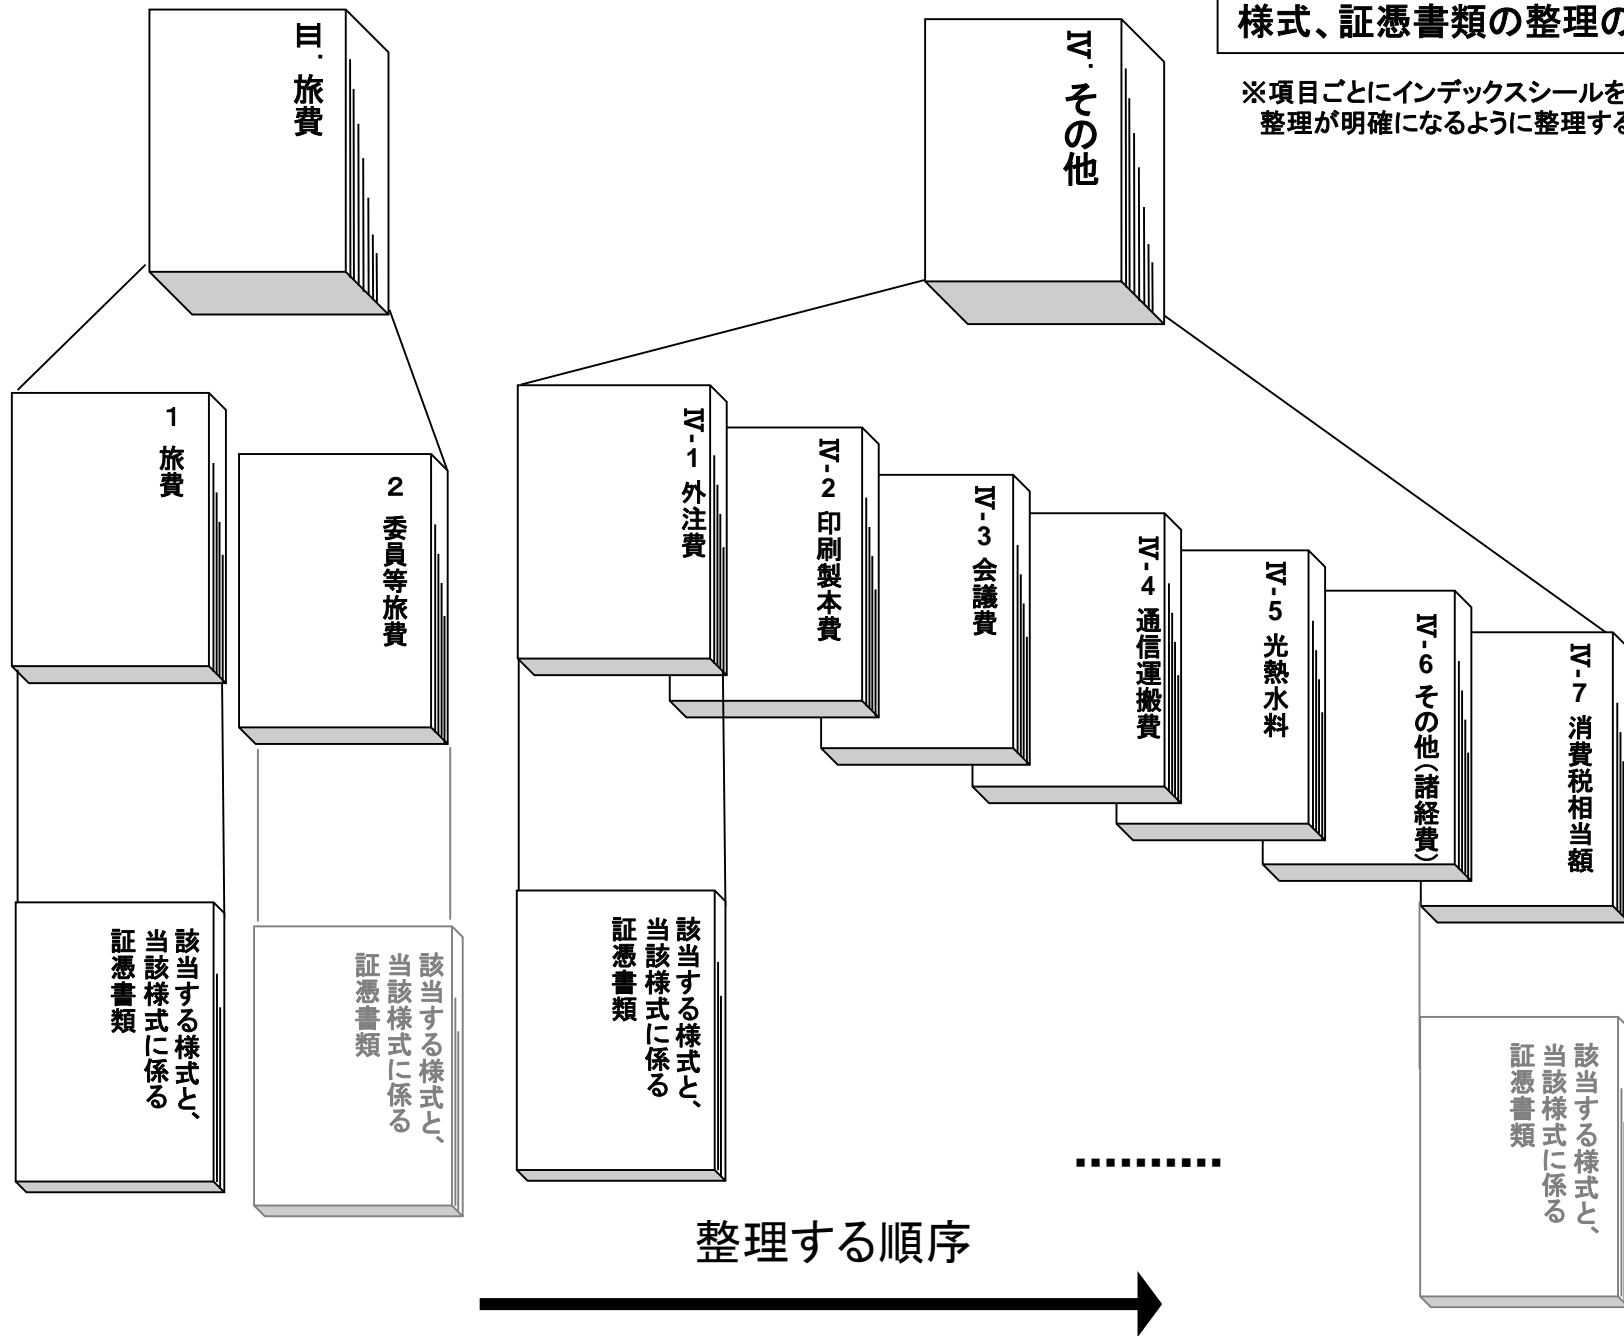 様式、証憑書類の整理の
※項目ごとにインデックスシールを
整理が明確になるように整理する
Ⅲ．旅費
Ⅳ．その他
1 旅費
2 委員等旅費
Ⅳ-1 外注費
Ⅳ-2 印刷製本費
Ⅳ-3 会議費
Ⅳ-4 通信運搬費
Ⅳ-5 光熱水料
Ⅳ-6 その他（諸経費）
Ⅳ-7 消費税相当額
該当する様式と、
当該様式に係る
証憑書類
該当する様式と、
当該様式に係る
証憑書類
該当する様式と、
当該様式に係る
証憑書類
該当する様式と、
当該様式に係る
証憑書類
整理する順序